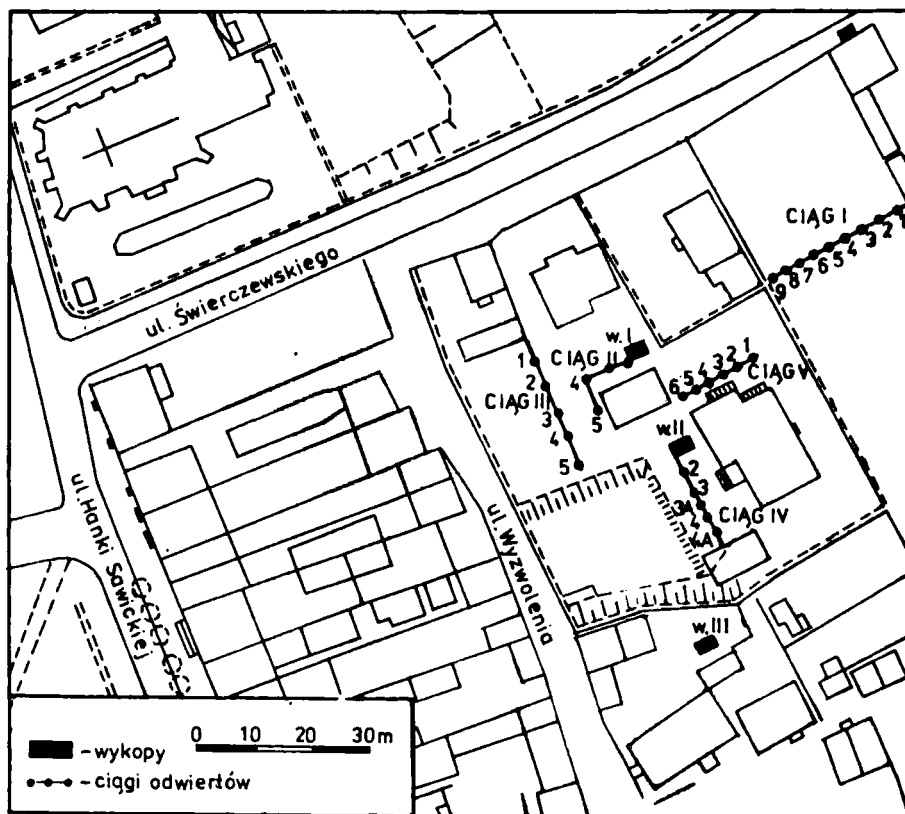 ul. Świerczewskiego
CIĄG I
9 8 7 6 5 4 3 2 1
w. I
CIĄG II
4
5
1
2
CIĄG III
3
4
5
6 5 4 3 2 1
CIĄG V
w. II
2
3
3A
4
CIĄG IV
4A
ul. Hanki Sawickiej
ul. Wyzwolenia
w. III
0 10 20 30 m
- wykopy
- ciągi odwiertów